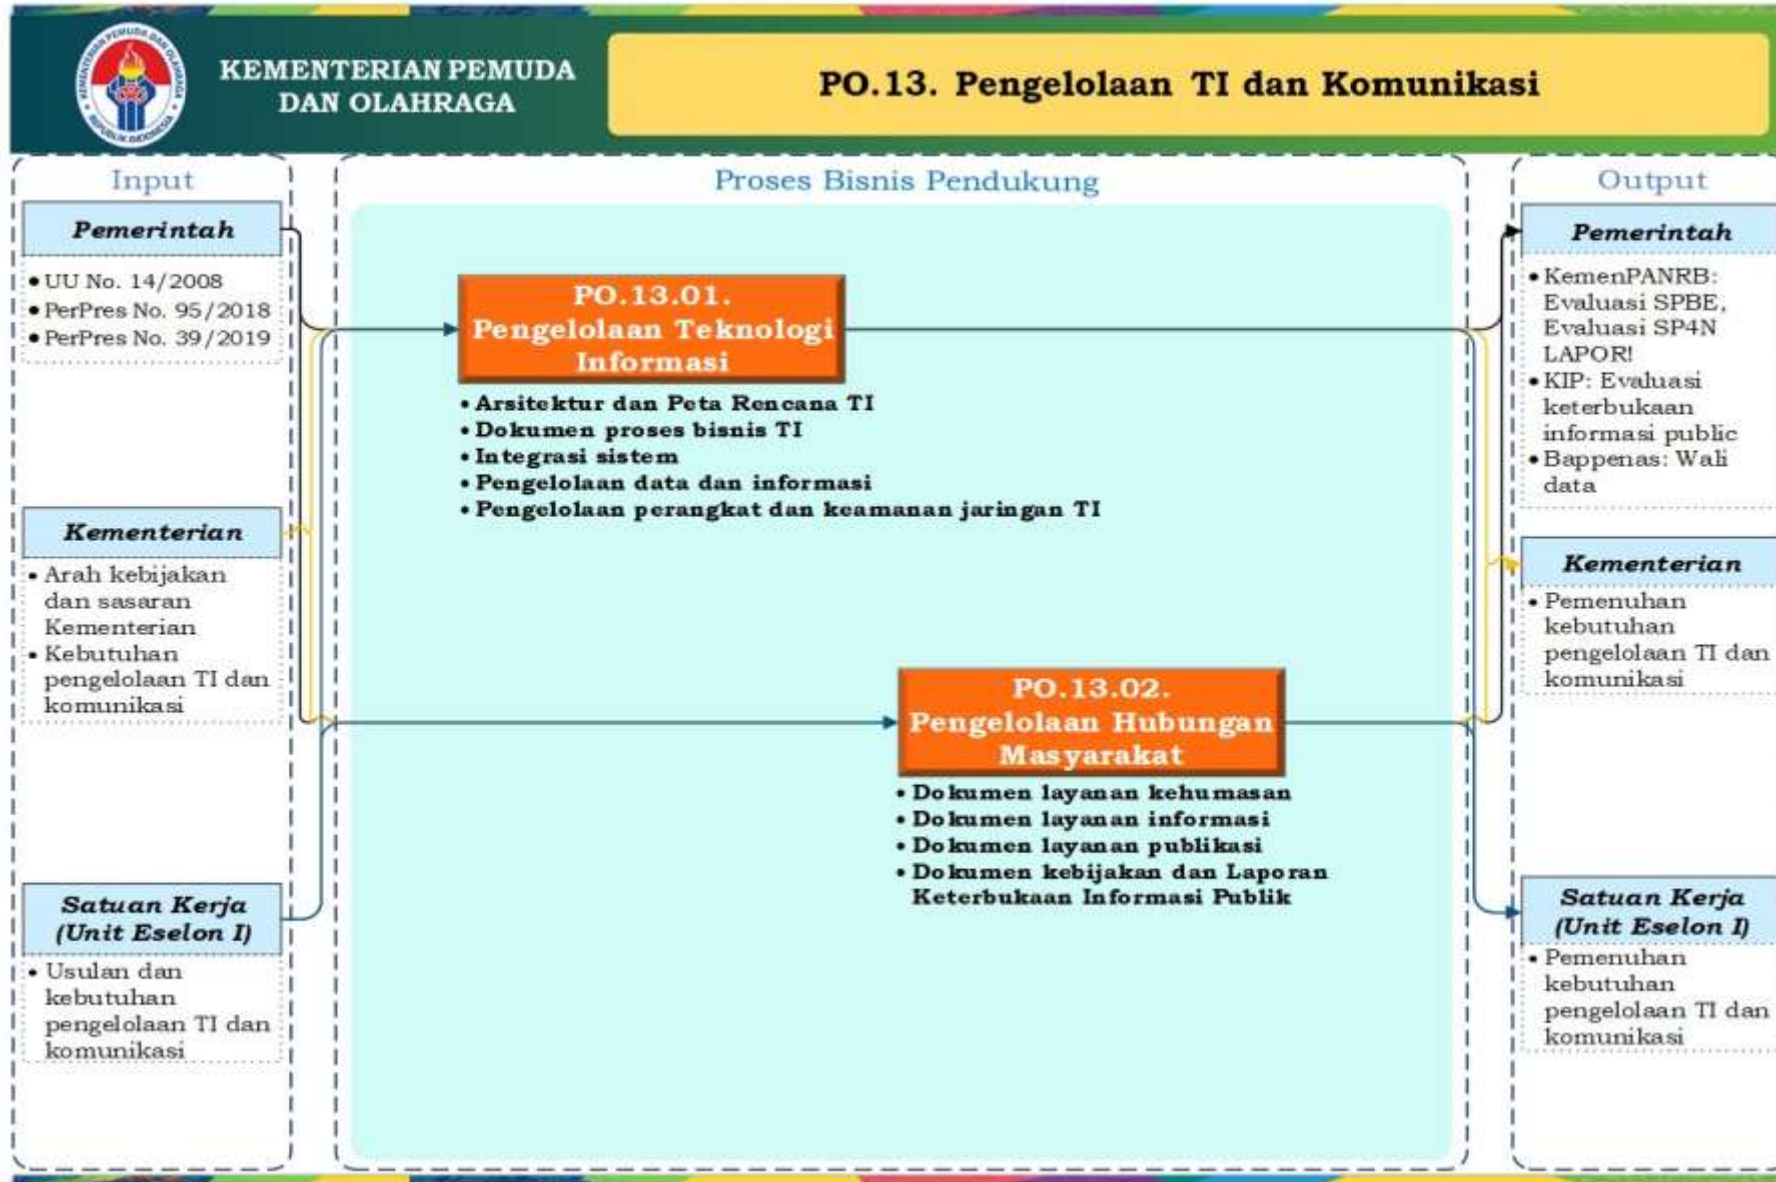 KEMENTERIAN PEMUDA DAN OLAHRAGA
REPUBLIK INDONESIA
KEMENTERIAN PEMUDA
DAN OLAHRAGA
PO.13. Pengelolaan TI dan Komunikasi
Input
Pemerintah
• UU No. 14/2008
• PerPres No. 95/2018
• PerPres No. 39/2019
Kementerian
• Arah kebijakan
dan sasaran
Kementerian
• Kebutuhan
pengelolaan TI dan
komunikasi
Satuan Kerja
(Unit Eselon I)
• Usulan dan
kebutuhan
pengelolaan TI dan
komunikasi
Proses Bisnis Pendukung
PO.13.01.
Pengelolaan Teknologi
Informasi
• Arsitektur dan Peta Rencana TI
• Dokumen proses bisnis TI
• Integrasi sistem
• Pengelolaan data dan informasi
• Pengelolaan perangkat dan keamanan jaringan TI
PO.13.02.
Pengelolaan Hubungan
Masyarakat
• Dokumen layanan kehumasan
• Dokumen layanan informasi
• Dokumen layanan publikasi
• Dokumen kebijakan dan Laporan
Keterbukaan Informasi Publik
Output
Pemerintah
• KemenPANRB:
Evaluasi SPBE,
Evaluasi SP4N
LAPOR!
• KIP: Evaluasi
keterbukaan
informasi public
• Bappenas: Wali
data
Kementerian
• Pemenuhan
kebutuhan
pengelolaan TI dan
komunikasi
Satuan Kerja
(Unit Eselon I)
• Pemenuhan
kebutuhan
pengelolaan TI dan
komunikasi